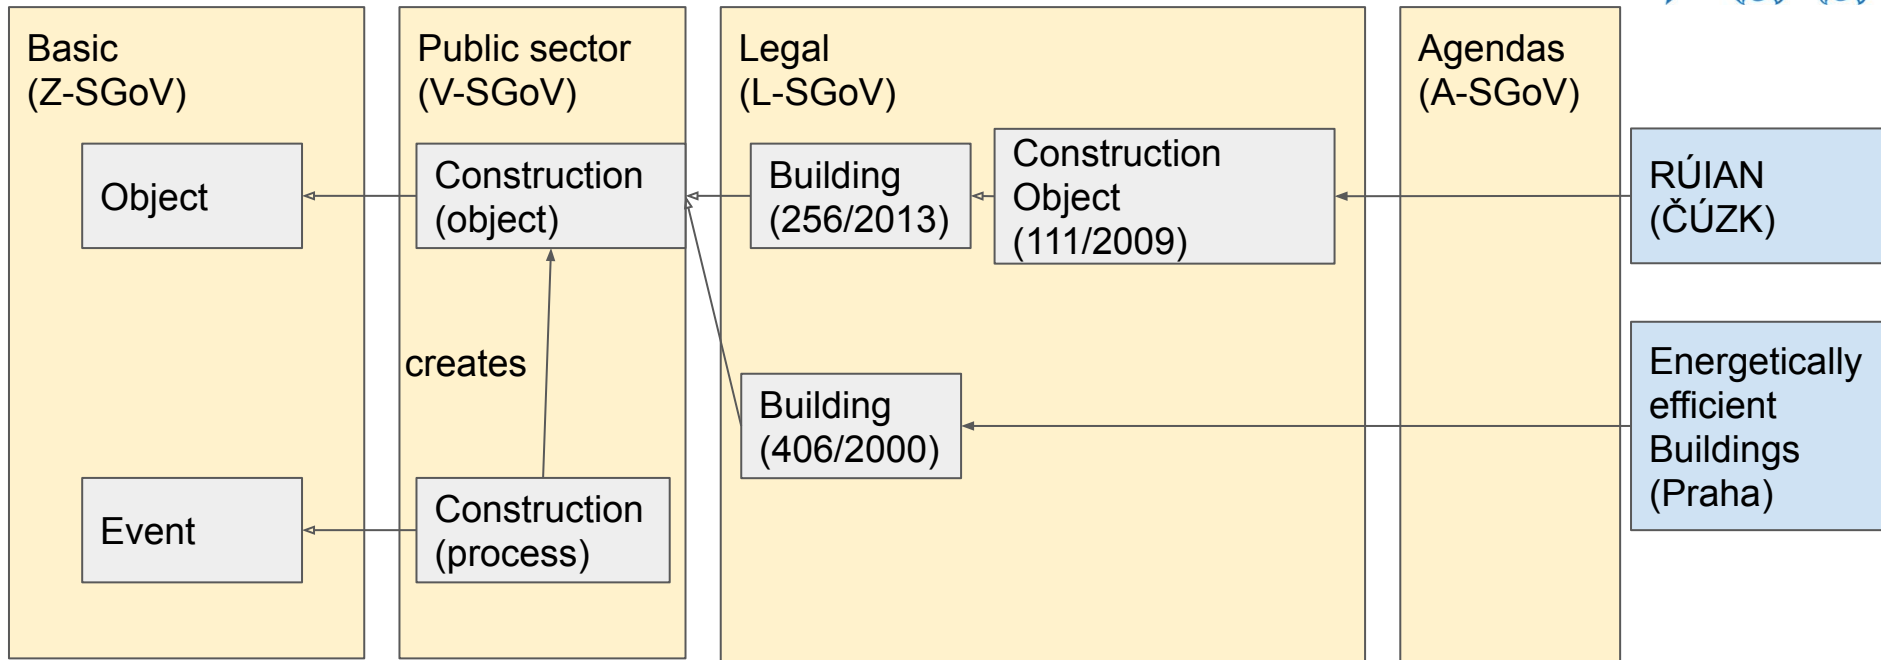 Basic
(Z-SGoV)
Public sector
(V-SGoV)
Legal
(L-SGoV)
Agendas
(A-SGoV)
Object
Construction
(object)
Building
(256/2013)
Construction
Object
(111/2009)
RÚIAN
(ČÚZK)
creates
Building
(406/2000)
Energetically
efficient
Buildings
(Praha)
Event
Construction
(process)